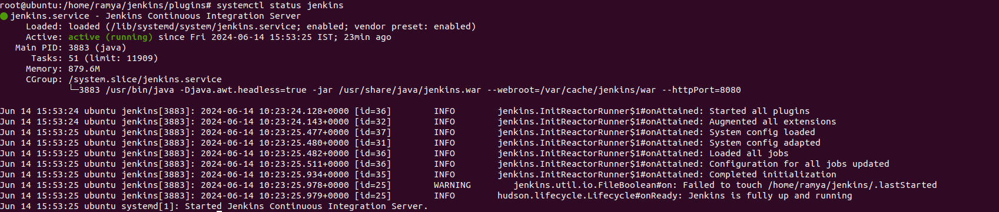 root@ubuntu:/home/ramya/jenkins/plugins# systemctl status jenkins
● jenkins.service - Jenkins Continuous Integration Server
     Loaded: loaded (/lib/systemd/system/jenkins.service; enabled; vendor preset: enabled)
     Active: active (running) since Fri 2024-06-14 15:53:25 IST; 23min ago
   Main PID: 3883 (java)
      Tasks: 51 (limit: 11909)
     Memory: 879.6M
     CGroup: /system.slice/jenkins.service
             └─3883 /usr/bin/java -Djava.awt.headless=true -jar /usr/share/java/jenkins.war --webroot=/var/cache/jenkins/war --httpPort=8080

Jun 14 15:53:24 ubuntu jenkins[3883]: 2024-06-14 10:23:24.128+0000 [id=36]        INFO        jenkins.InitReactorRunner$1#onAttained: Started all plugins
Jun 14 15:53:24 ubuntu jenkins[3883]: 2024-06-14 10:23:24.143+0000 [id=32]        INFO        jenkins.InitReactorRunner$1#onAttained: Augmented all extensions
Jun 14 15:53:25 ubuntu jenkins[3883]: 2024-06-14 10:23:25.477+0000 [id=37]        INFO        jenkins.InitReactorRunner$1#onAttained: System config loaded
Jun 14 15:53:25 ubuntu jenkins[3883]: 2024-06-14 10:23:25.480+0000 [id=31]        INFO        jenkins.InitReactorRunner$1#onAttained: System config adapted
Jun 14 15:53:25 ubuntu jenkins[3883]: 2024-06-14 10:23:25.482+0000 [id=36]        INFO        jenkins.InitReactorRunner$1#onAttained: Loaded all jobs
Jun 14 15:53:25 ubuntu jenkins[3883]: 2024-06-14 10:23:25.511+0000 [id=36]        INFO        jenkins.InitReactorRunner$1#onAttained: Configuration for all jobs updated
Jun 14 15:53:25 ubuntu jenkins[3883]: 2024-06-14 10:23:25.934+0000 [id=35]        INFO        jenkins.InitReactorRunner$1#onAttained: Completed initialization
Jun 14 15:53:25 ubuntu jenkins[3883]: 2024-06-14 10:23:25.978+0000 [id=25]        WARNING        jenkins.util.io.FileBoolean#on: Failed to touch /home/ramya/jenkins/.lastStarted
Jun 14 15:53:25 ubuntu jenkins[3883]: 2024-06-14 10:23:25.979+0000 [id=25]        INFO        hudson.lifecycle.Lifecycle#onReady: Jenkins is fully up and running
Jun 14 15:53:25 ubuntu systemd[1]: Started Jenkins Continuous Integration Server.